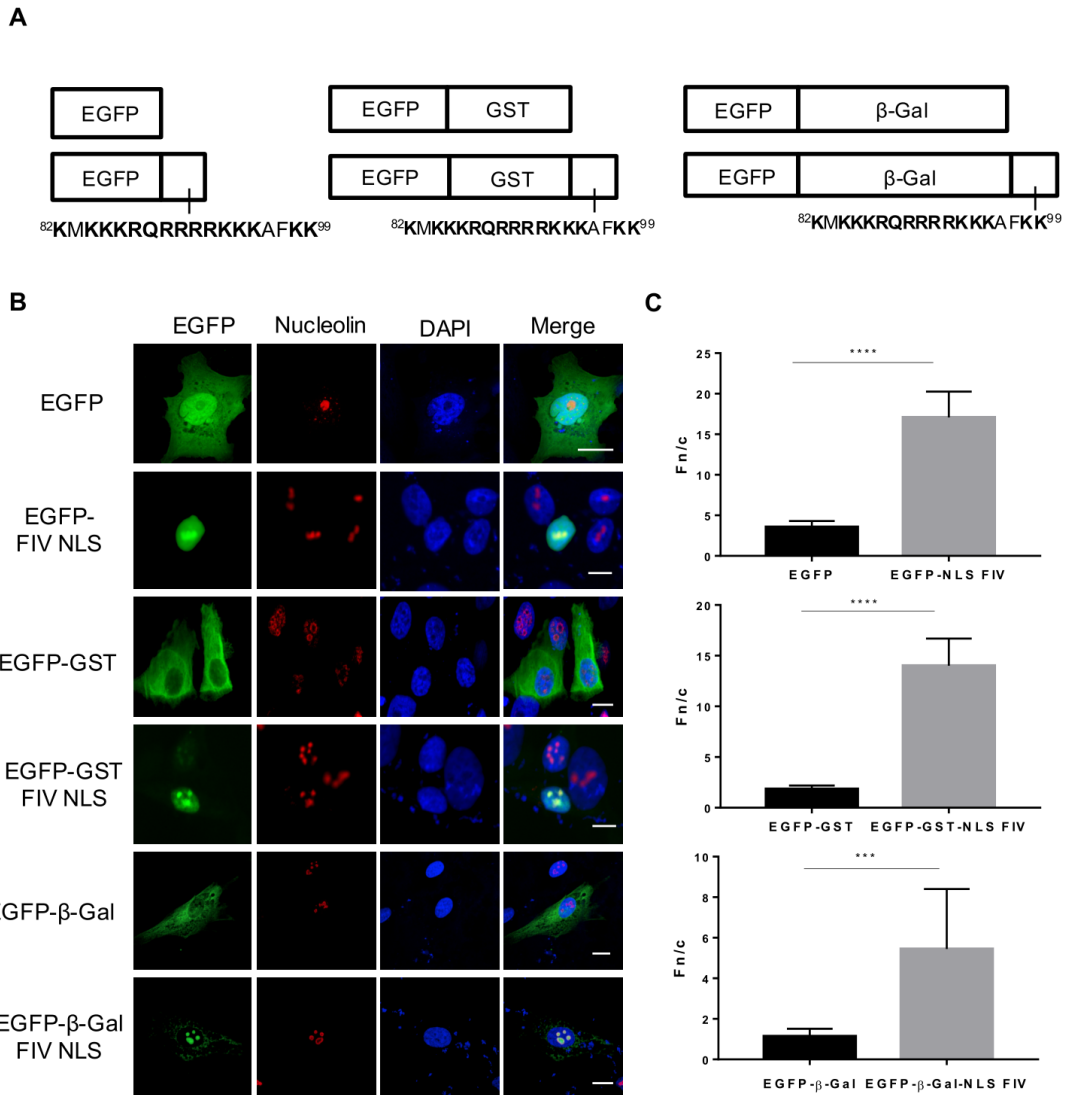 A
EGFP
EGFP
⁸²KMKKKRQRRRRKKKAFKK⁹⁹
EGFP GST
EGFP GST
⁸²KMKKKRQRRRRKKKAFKK⁹⁹
EGFP β-Gal
EGFP β-Gal
⁸²KMKKKRQRRRRKKKAFKK⁹⁹
B
EGFP Nucleolin DAPI Merge
EGFP
EGFP-
FIV NLS
EGFP-GST
EGFP-GST
FIV NLS
EGFP-β-Gal
EGFP-β-Gal
FIV NLS
C
25
20
15
10
5
0
Fn/c
****
EGFP EGFP-NLS FIV
20
15
10
5
0
Fn/c
****
EGFP-GST EGFP-GST-NLS FIV
10
8
6
4
2
0
Fn/c
***
EGFP-β-Gal EGFP-β-Gal-NLS FIV